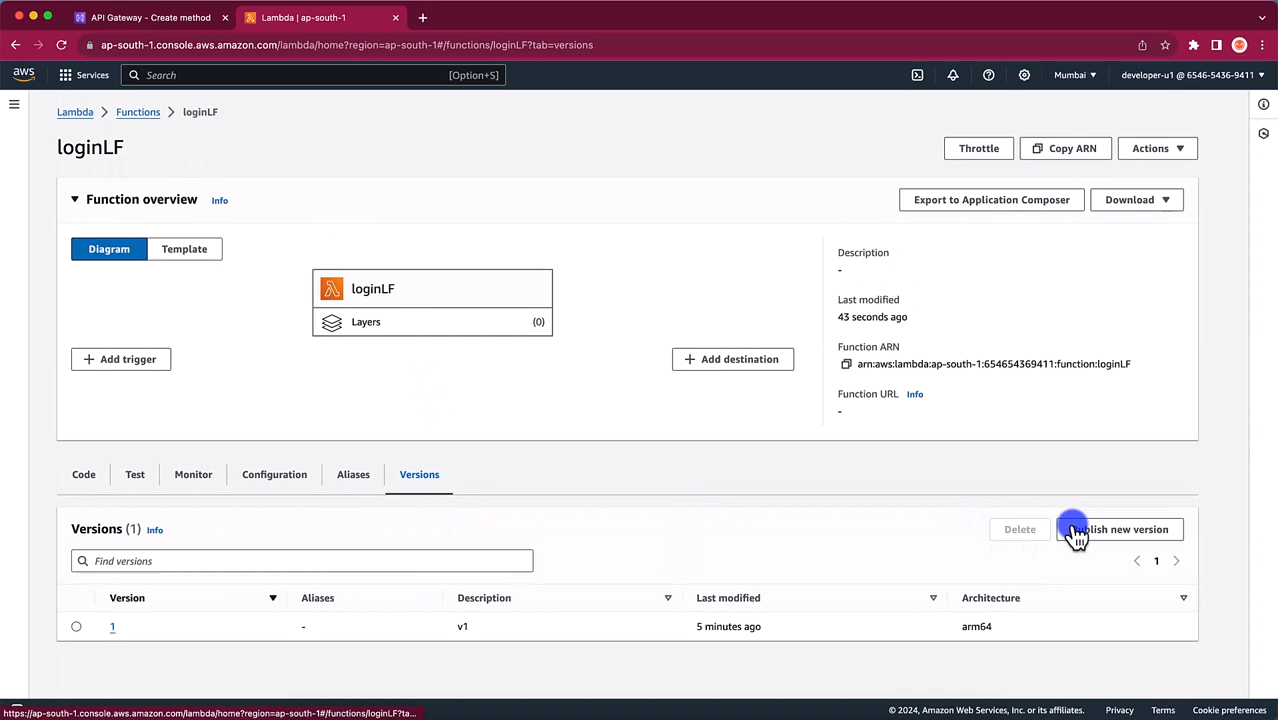 API Gateway - Create method
Lambda | ap-south-1
ap-south-1.console.aws.amazon.com/lambda/home?region=ap-south-1#/functions/loginLF?tab=versions
aws Services Search [Option+S] Mumbai developer-u1 @ 6546-5436-9411
Lambda Functions loginLF
loginLF
Throttle Copy ARN Actions
Function overview Info
Export to Application Composer Download
Diagram Template
loginLF
Layers (0)
Add trigger
Add destination
Description
-
Last modified
43 seconds ago
Function ARN
arn:aws:lambda:ap-south-1:654654369411:function:loginLF
Function URL Info
-
Code Test Monitor Configuration Aliases Versions
Versions (1) Info
Delete new version
Find versions
1
Version Aliases Description Last modified Architecture
1 - v1 5 minutes ago arm64
https://ap-south-1.console.aws.amazon.com/lambda/home?region=ap-south-1#/functions/loginLF?ta...
© 2024, Amazon Web Services, Inc. or its affiliates. Privacy Terms Cookie preferences